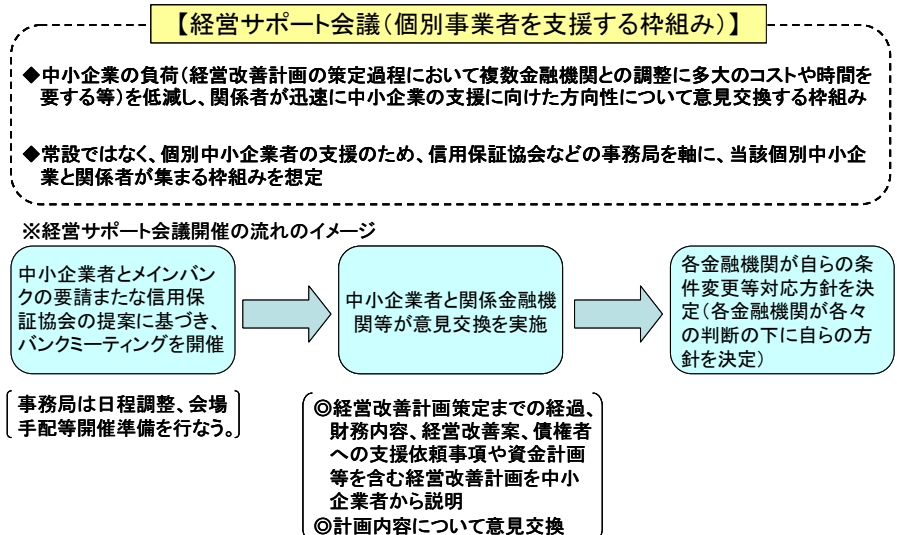 【経営サポート会議（個別事業者を支援する枠組み）】
◆中小企業の負荷（経営改善計画の策定過程において複数金融機関との調整に多大のコストや時間を
要する等）を低減し、関係者が迅速に中小企業の支援に向けた方向性について意見交換する枠組み
◆常設ではなく、個別中小企業者の支援のため、信用保証協会などの事務局を軸に、当該個別中小企
業と関係者が集まる枠組みを想定
※経営サポート会議開催の流れのイメージ
中小企業者とメインバン
クの要請またな信用保
証協会の提案に基づき、
バンクミーティングを開催
中小企業者と関係金融機
関等が意見交換を実施
各金融機関が自らの条
件変更等対応方針を決
定（各金融機関が各々
の判断の下に自らの方
針を決定）
事務局は日程調整、会場
手配等開催準備を行なう。
◎経営改善計画策定までの経過、
財務内容、経営改善案、債権者
への支援依頼事項や資金計画
等を含む経営改善計画を中小
企業者から説明
◎計画内容について意見交換